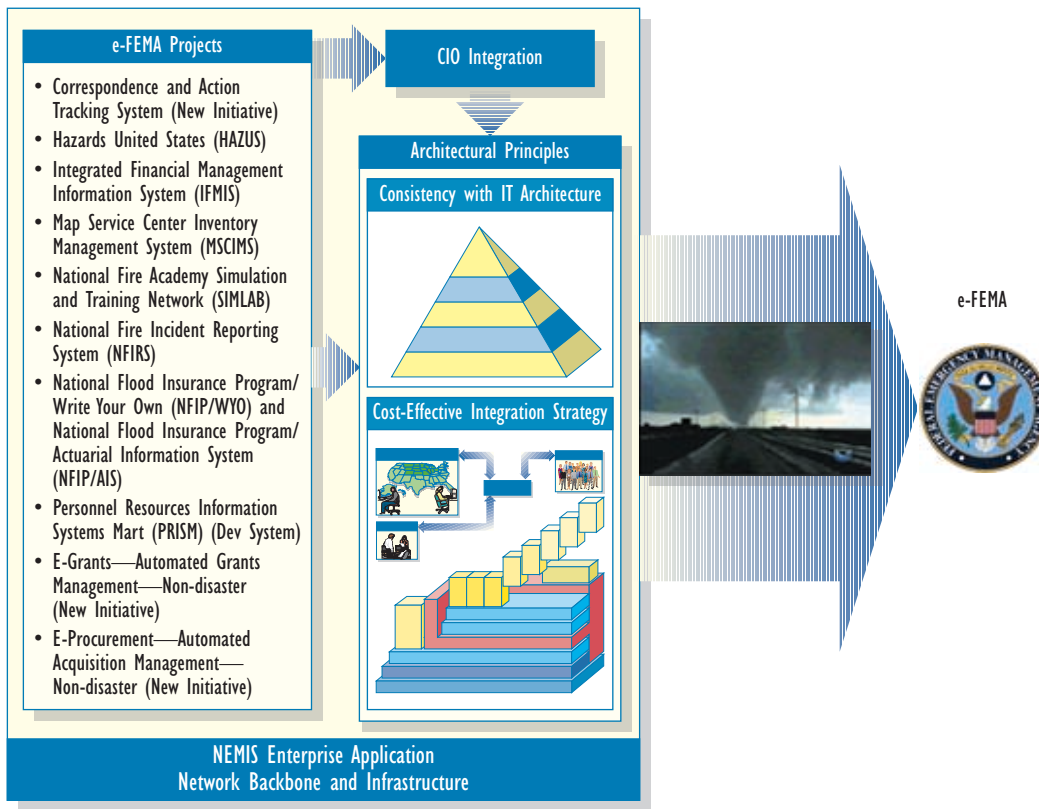 e-FEMA Projects
• Correspondence and Action
Tracking System (New Initiative)
• Hazards United States (HAZUS)
• Integrated Financial Management
Information System (IFMIS)
• Map Service Center Inventory
Management System (MSCIMS)
• National Fire Academy Simulation
and Training Network (SIMLAB)
• National Fire Incident Reporting
System (NFIRS)
• National Flood Insurance Program/
Write Your Own (NFIP/WYO) and
National Flood Insurance Program/
Actuarial Information System
(NFIP/AIS)
• Personnel Resources Information
Systems Mart (PRISM) (Dev System)
• E-Grants—Automated Grants
Management—Non-disaster
(New Initiative)
• E-Procurement—Automated
Acquisition Management—
Non-disaster (New Initiative)
CIO Integration
Architectural Principles
Consistency with IT Architecture
Cost-Effective Integration Strategy
NEMIS Enterprise Application
Network Backbone and Infrastructure
e-FEMA
FEDERAL EMERGENCY MANAGEMENT AGENCY